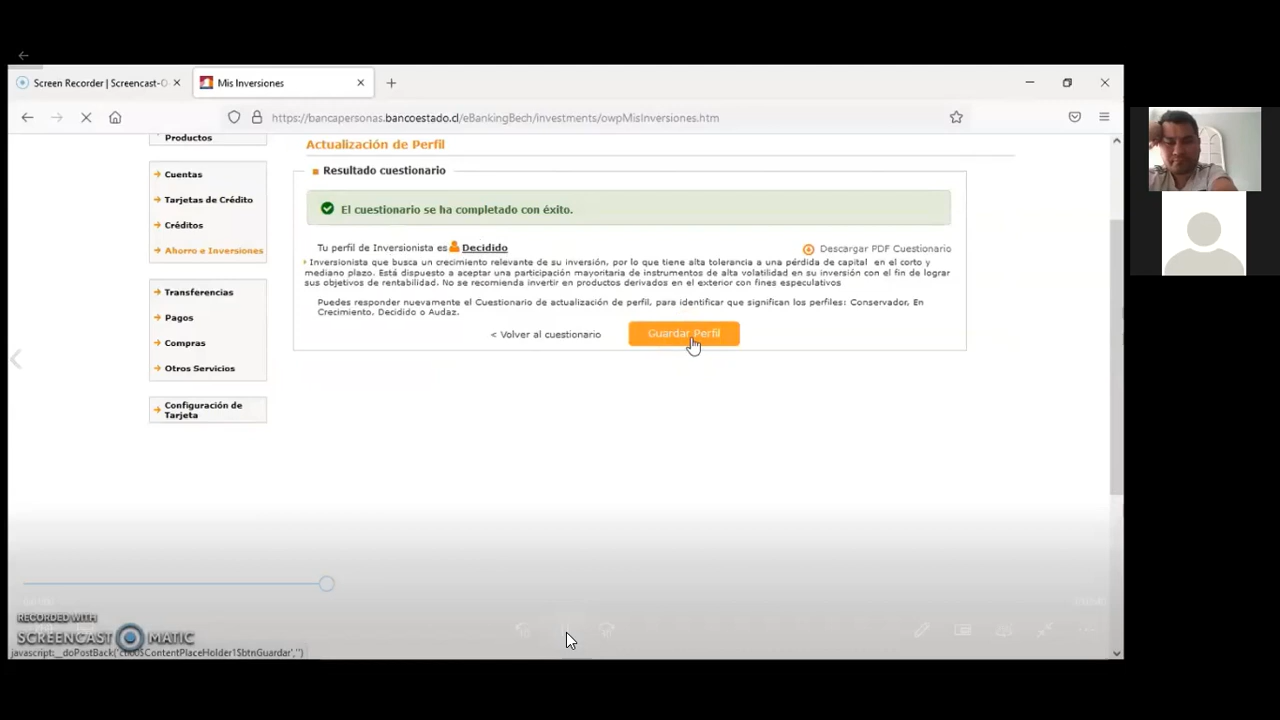 Screen Recorder | Screencast-O
Mis Inversiones
https://bancapersonas.bancoestado.cl/eBankingBech/investments/owpMisInversiones.htm
Productos
Cuentas
Tarjetas de Crédito
Créditos
Ahorro e Inversiones
Transferencias
Pagos
Compras
Otros Servicios
Configuración de
Tarjeta
Actualización de Perfil
Resultado cuestionario
El cuestionario se ha completado con éxito.
Tu perfil de Inversionista es Decidido
Descargar PDF Cuestionario
Inversionista que busca un crecimiento relevante de su inversión, por lo que tiene alta tolerancia a una pérdida de capital en el corto y
mediano plazo. Está dispuesto a aceptar una participación mayoritaria de instrumentos de alta volatilidad en su inversión con el fin de lograr
sus objetivos de rentabilidad. No se recomienda invertir en productos derivados en el exterior con fines especulativos
Puedes responder nuevamente el Cuestionario de actualización de perfil, para identificar que significan los perfiles: Conservador, En
Crecimiento, Decidido o Audaz.
< Volver al cuestionario
Guardar Perfil
RECORDED WITH
SCREENCAST MATIC
javascript:__doPostBack('ctl00$ContentPlaceHolder1$btnGuardar','')